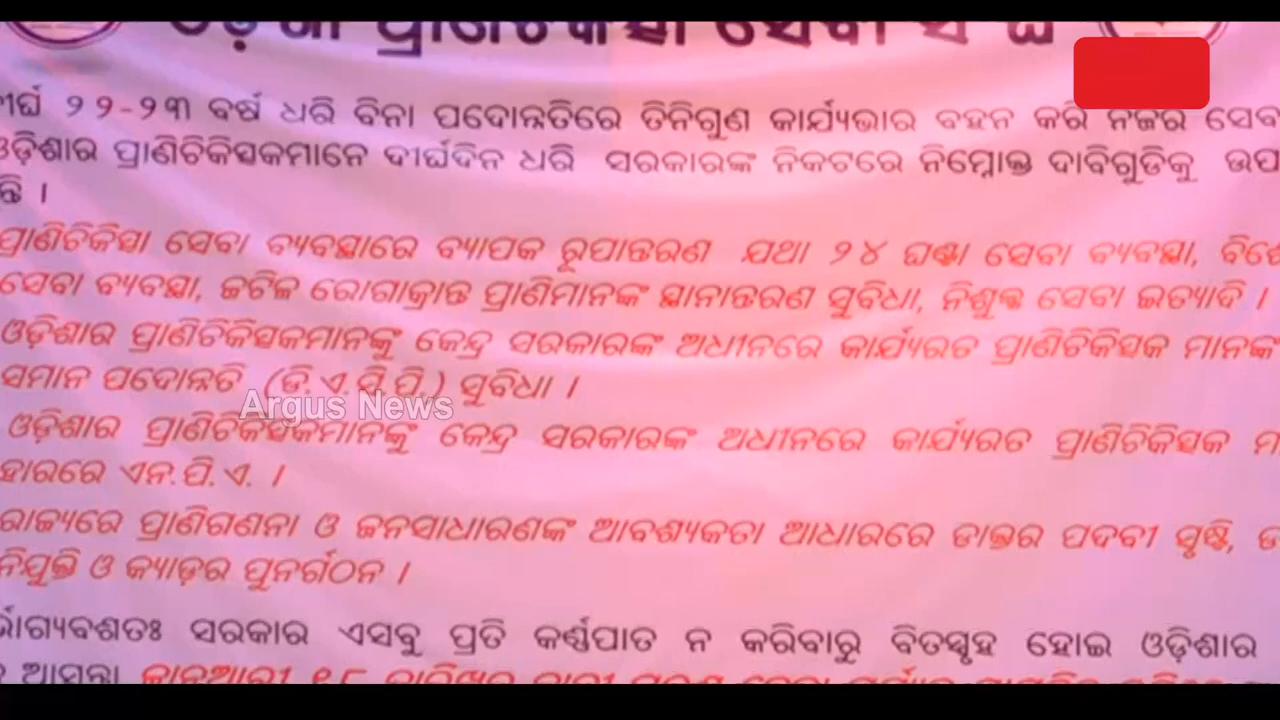 ଓଡ଼ିଶା ପ୍ରାଣିଚିକିତ୍ସା ସେବା ସଂଘ
୨୨-୨୩ ବର୍ଷ ଧରି ବିନା ପଦୋନ୍ନତିରେ ତିନିଗୁଣ କାର୍ଯ୍ୟଭାର ବହନ କରି ନିଜର ସେବା
ଓଡ଼ିଶାର ପ୍ରାଣିଚିକିତ୍ସକମାନେ ଦୀର୍ଘଦିନ ଧରି ସରକାରଙ୍କ ନିକଟରେ ନିମ୍ନୋକ୍ତ ଦାବିଗୁଡିକୁ ଉପ
ନ୍ତି ।
ପ୍ରାଣିଚିକିତ୍ସା ସେବା ବ୍ୟବସ୍ଥାରେ ବ୍ୟାପକ ରୂପାନ୍ତରଣ ଯଥା ୨୪ ଘଣ୍ଟା ସେବା ବ୍ୟବସ୍ଥା,
ସେବା ବ୍ୟବସ୍ଥା, ଜଟିଳ ରୋଗାକ୍ରାନ୍ତ ପ୍ରାଣିମାନଙ୍କ ସ୍ଥାନାନ୍ତରଣ ସୁବିଧା, ନିଶୁଳ୍କ ସେବା ଇତ୍ୟାଦି ।
ଓଡ଼ିଶାର ପ୍ରାଣିଚିକିତ୍ସକମାନଙ୍କୁ କେନ୍ଦ୍ର ସରକାରଙ୍କ ଅଧୀନରେ କାର୍ଯ୍ୟରତ ପ୍ରାଣିଚିକିତ୍ସକ ମାନଙ୍କ
ସମାନ ପଦୋନ୍ନତି (ଡି.ଏ.ସି.ପି.) ସୁବିଧା ।
Argus News
ଓଡ଼ିଶାର ପ୍ରାଣିଚିକିତ୍ସକମାନଙ୍କୁ କେନ୍ଦ୍ର ସରକାରଙ୍କ ଅଧୀନରେ କାର୍ଯ୍ୟରତ ପ୍ରାଣିଚିକିତ୍ସକ ମା
ହାରରେ ଏନ.ପି.ଏ. ।
ରାଜ୍ୟରେ ପ୍ରାଣିଗଣନା ଓ ଜନସାଧାରଣଙ୍କ ଆବଶ୍ୟକତା ଆଧାରରେ ଡାକ୍ତର ପଦବୀ ସୃଷ୍ଟି,
ନିଯୁକ୍ତି ଓ କ୍ୟାଡ଼ର ପୁନର୍ଗଠନ ।
ର୍ଭାଗ୍ୟବଶତଃ ସରକାର ଏସବୁ ପ୍ରତି କର୍ଣ୍ଣପାତ ନ କରିବାରୁ ବିତସ୍ପୃହ ହୋଇ ଓଡ଼ିଶାର
ଆସନ୍ତା ଜାନୁଆରୀ ୧୮